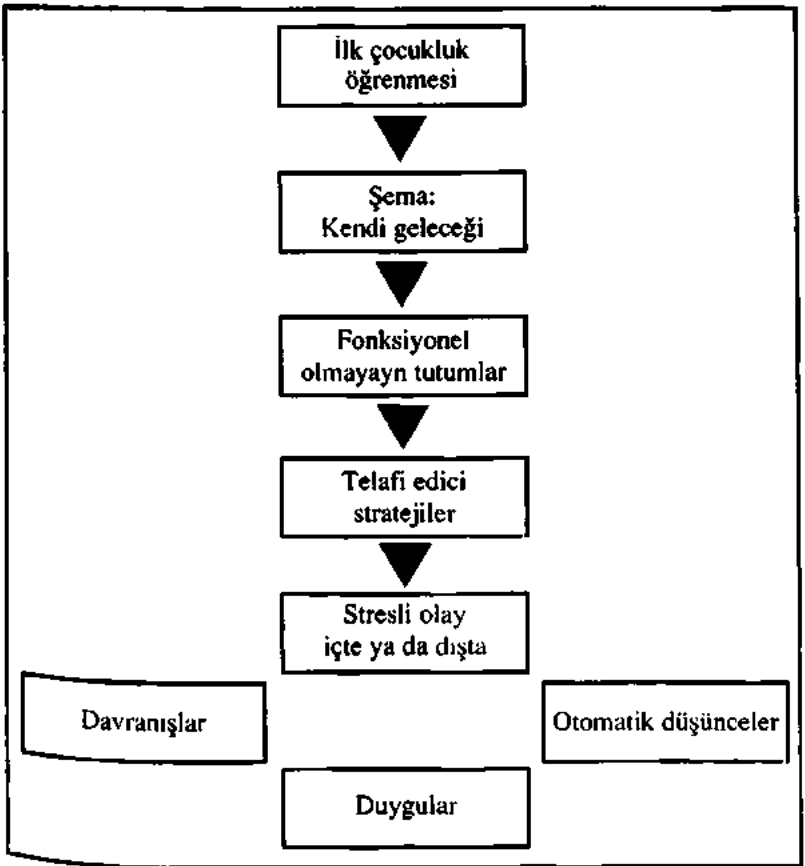 İlk çocukluk
öğrenmesi
Şema:
Kendi geleceği
Fonksiyonel
olmayayn tutumlar
Telafi edici
stratejiler
Stresli olay
içte ya da dışta
Davranışlar
Otomatik düşünceler
Duygular